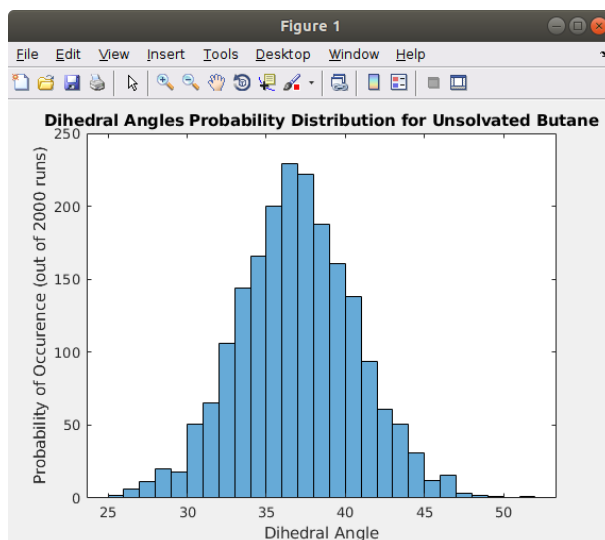 Figure 1
File Edit View Insert Tools Desktop Window Help
Dihedral Angles Probability Distribution for Unsolvated Butane
250
200
150
100
50
0
Probability of Occurence (out of 2000 runs)
25 30 35 40 45 50
Dihedral Angle